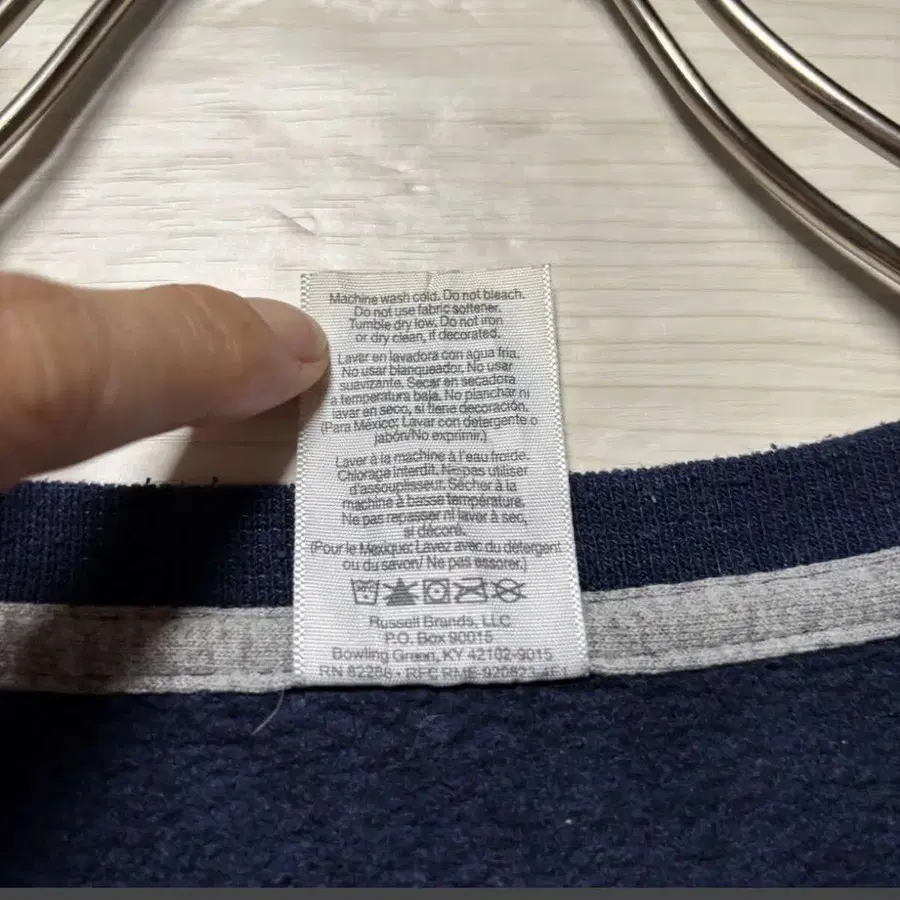 Machine wash cold. Do not bleach.
Do not use fabric softener.
Tumble dry low. Do not iron
or dry clean, if decorated.
Lavar en lavadora con agua fria.
No usar blanqueador. No usar
suavizante. Secar en secadora
a temperatura baja. No planchar ni
lavar en seco, si tiene decoración.
(Para México: Lavar con detergente o
jabón/No exprimir.)
Laver à la machine à l'eau froide.
Chlorage interdit. Ne pas utiliser
d'assouplisseur. Sécher à la
machine à basse température.
Ne pas repasser ni laver à sec,
si décoré.
(Pour le Mexique: Lavez avec du détergent
ou du savon/ Ne pas essorer.)
Russell Brands, LLC
P.O. Box 90015
Bowling Green, KY 42102-9015
RN • RFC